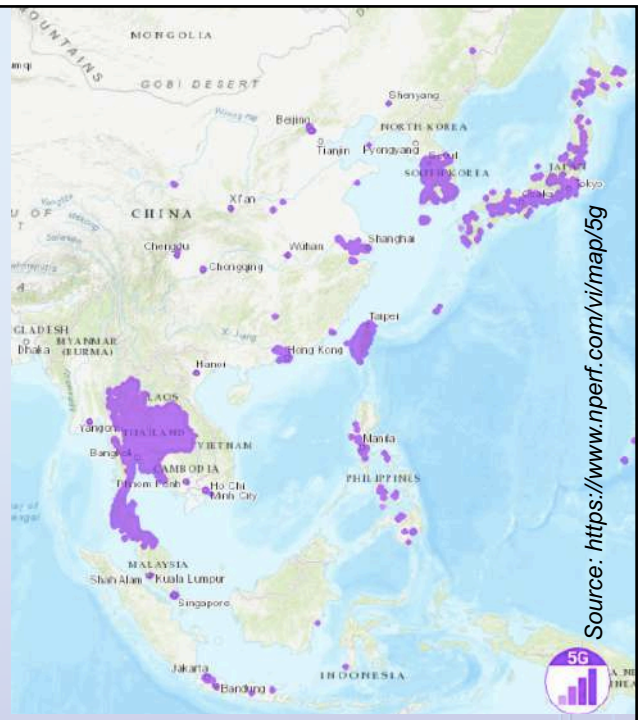 MOUNTAINS
MONGOLIA
GOBI DESERT
Shenyang
Beijing
NORTH KOREA
Tianjin
Pyongyang
Seoul
SOUTH KOREA
JAPAN
Tokyo
Osaka
Xi'an
CHINA
Shanghai
Chengdu
Wuhan
Chongqing
Taipei
GLADESH
MYANMAR
(BURMA)
Dhaka
X. Jiang
Hong Kong
Hanoi
LAOS
Yangon
THAILAND
VIETNAM
Manila
Bangkok
CAMBODIA
PHILIPPINES
Phnom Penh
Ho Chi
Minh City
MALAYSIA
Shah Alam
Kuala Lumpur
Singapore
Jakarta
Bandung
INDONESIA
5G
Source: https://www.nperf.com/vi/map/5g